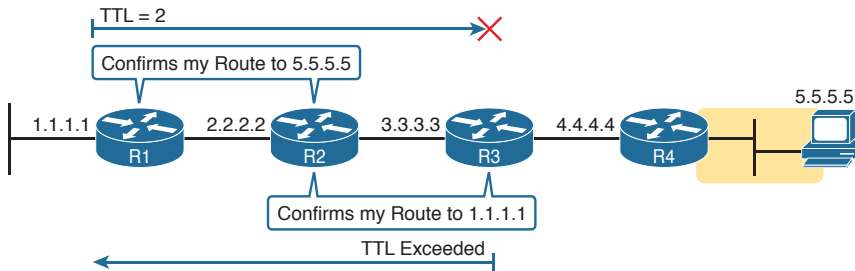 TTL = 2
Confirms my Route to 5.5.5.5
5.5.5.5
1.1.1.1
2.2.2.2
3.3.3.3
4.4.4.4
R1
R2
R3
R4
Confirms my Route to 1.1.1.1
TTL Exceeded